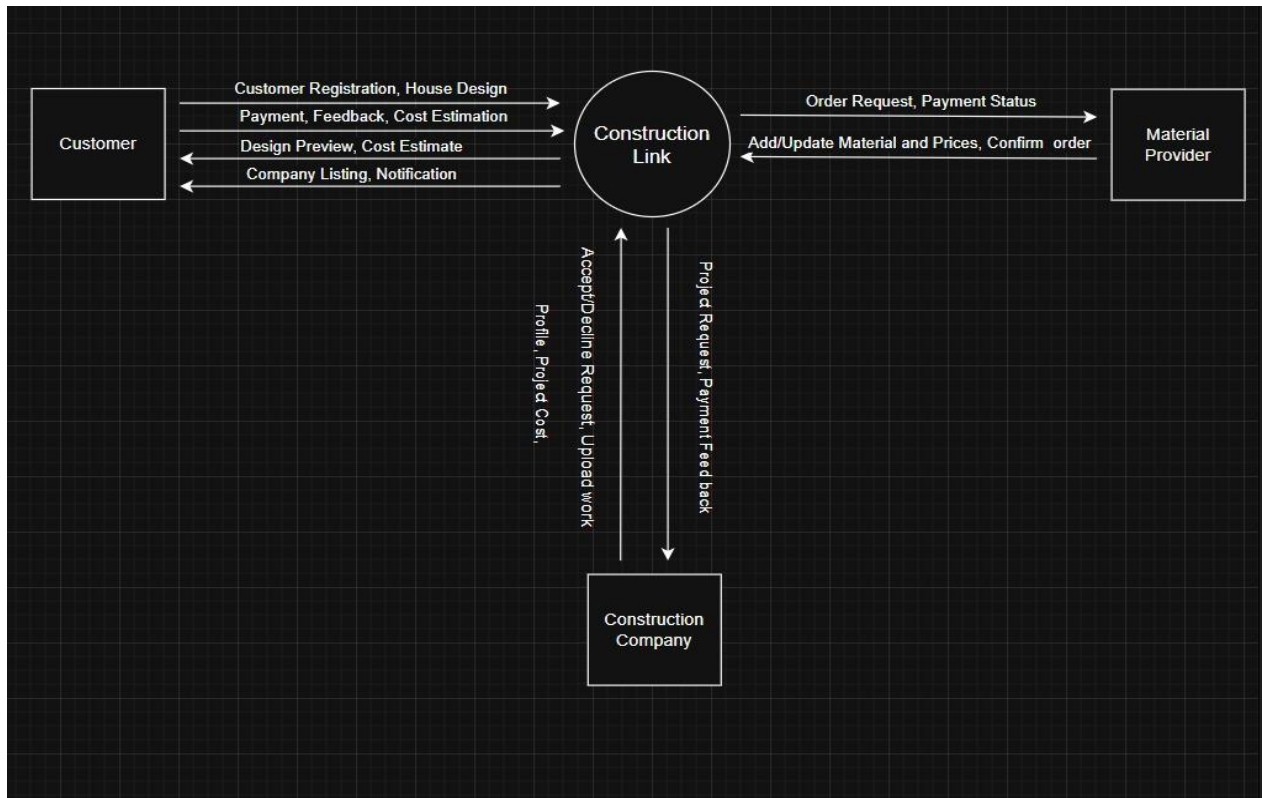 Customer Registration, House Design
Payment, Feedback, Cost Estimation
Design Preview, Cost Estimate
Company Listing, Notification
Customer
Construction
Link
Order Request, Payment Status
Add/Update Material and Prices, Confirm order
Material
Provider
Profile, Project Cost,
Accept/Decline Request, Upload work
Project Request, Payment Feed back
Construction
Company